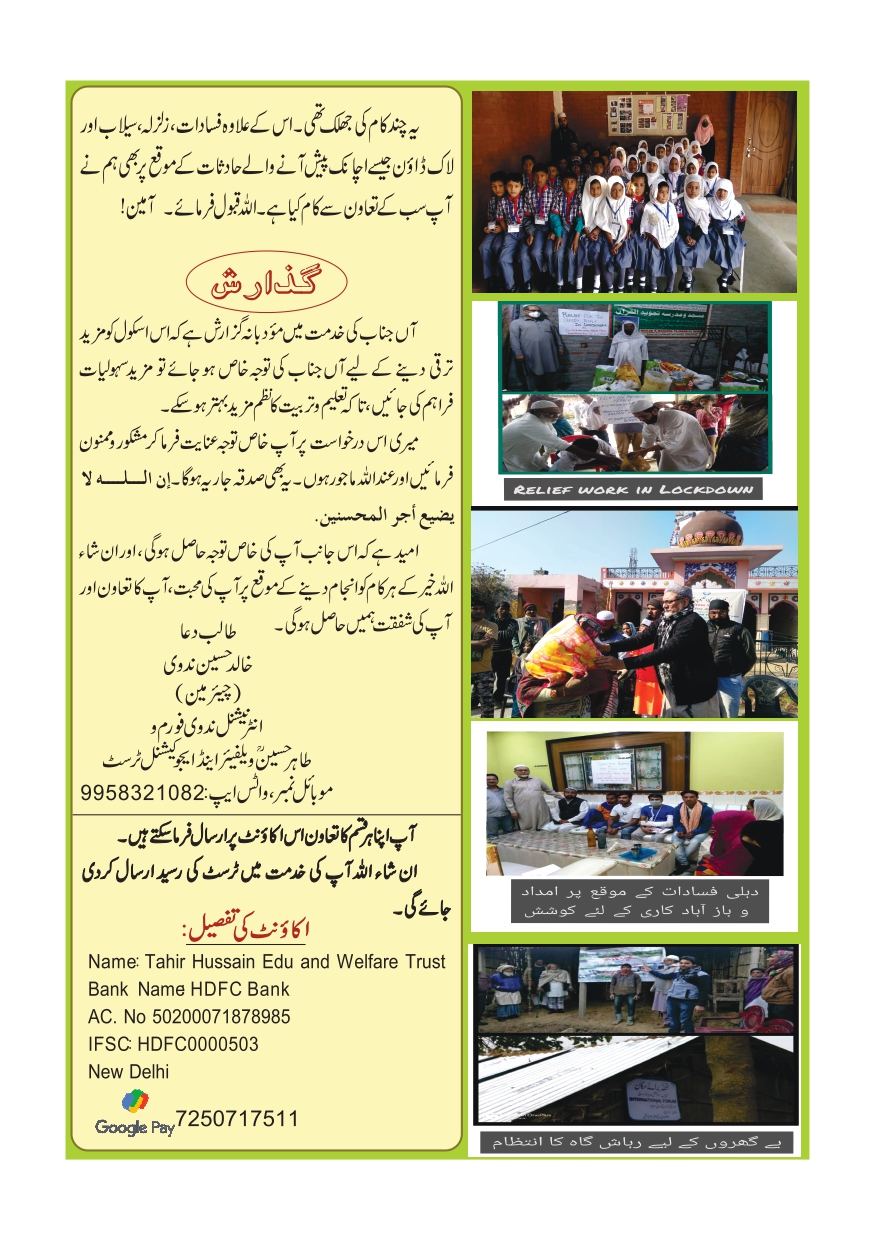 یہ چند کام کی جھلک تھی۔ اس کے علاوہ فسادات، زلزلہ، سیلاب اور
لاک ڈاؤن جیسے اچانک پیش آنے والے حادثات کے موقع پر بھی ہم نے
آپ سب کے تعاون سے کام کیا ہے۔ اللہ قبول فرمائے۔ آمین!
گذارش
آں جناب کی خدمت میں مؤدبانہ گزارش ہے کہ اس اسکول کو مزید
ترقی دینے کے لیے آں جناب کی توجہ خاص ہو جائے تو مزید سہولیات
فراہم کی جائیں، تاکہ تعلیم و تربیت کا نظم مزید بہتر ہو سکے۔
میری اس درخواست پر آپ خاص توجہ عنایت فرما کر مشکور و ممنون
فرمائیں اور عنداللہ ماجور ہوں۔ یہ بھی صدقہ جاریہ ہوگا۔ إن اللـــه لا
يضيع أجر المحسنين.
امید ہے کہ اس جانب آپ کی خاص توجہ حاصل ہوگی، اور ان شاء
اللہ خیر کے ہر کام کو انجام دینے کے موقع پر آپ کی محبت، آپ کا تعاون اور
آپ کی شفقت ہمیں حاصل ہوگی۔
طالب دعا
خالد حسین ندوی
(چیئرمین)
انٹرنیشنل ندوی فورم و
طاہر حسینؒ ویلفیئر اینڈ ایجوکیشنل ٹرسٹ
موبائل نمبر، واٹس ایپ: 9958321082
آپ اپنا ہر قسم کا تعاون اس اکاؤنٹ پر ارسال فرما سکتے ہیں۔
ان شاء اللہ آپ کی خدمت میں ٹرسٹ کی رسید ارسال کر دی
جائے گی۔
اکاؤنٹ کی تفصیل:
Name: Tahir Hussain Edu and Welfare Trust
Bank Name: HDFC Bank
AC. No 50200071878985
IFSC: HDFC0000503
New Delhi
Google Pay 7250717511
مسجد و مدرسہ تجوید القرآن
Relief work in Lockdown
دہلی فسادات کے موقع پر امداد
و باز آباد کاری کے لئے کوشش
INTERNATIONAL
بے گھروں کے لیے رہاش گاہ کا انتظام